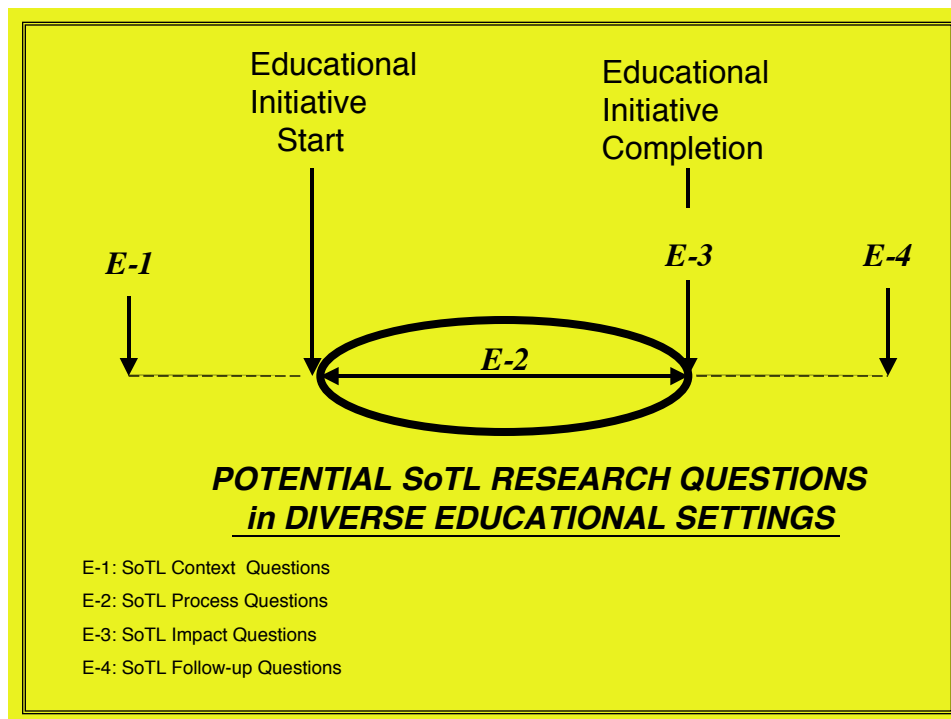 Educational
Initiative
Start
Educational
Initiative
Completion
E-1
E-3
E-4
E-2
POTENTIAL SoTL RESEARCH QUESTIONS
in DIVERSE EDUCATIONAL SETTINGS
E-1: SoTL Context Questions
E-2: SoTL Process Questions
E-3: SoTL Impact Questions
E-4: SoTL Follow-up Questions